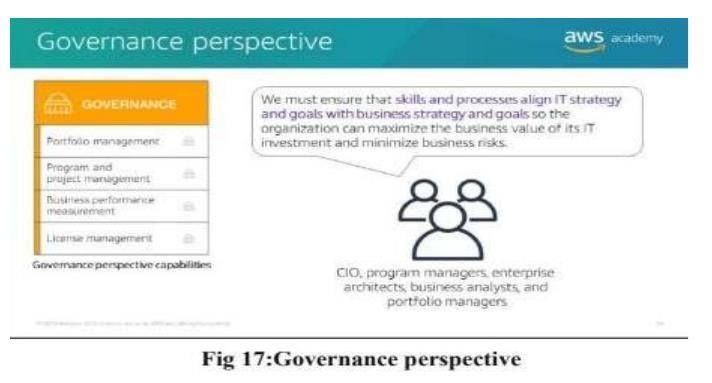 Governance perspective
aws academy
GOVERNANCE
Portfolio management
Program and
project management
Business performance
measurement
License management
Governance perspective capabilities
We must ensure that skills and processes align IT strategy
and goals with business strategy and goals so the
organization can maximize the business value of its IT
investment and minimize business risks.
CIO, program managers, enterprise
architects, business analysts, and
portfolio managers
Fig 17:Governance perspective